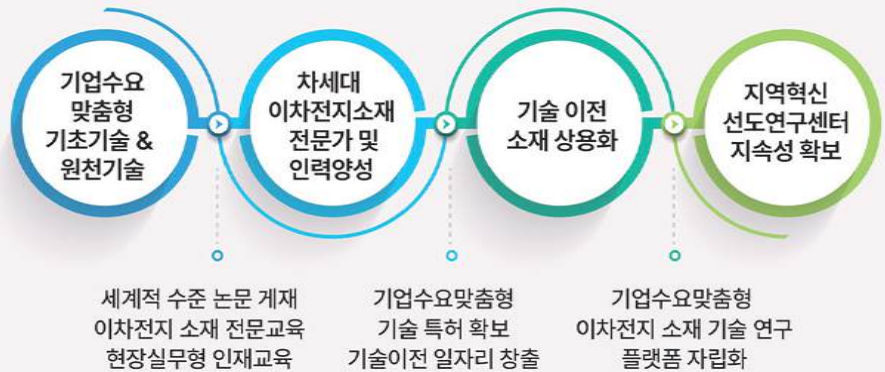 기업수요
맞춤형
기초기술 &
원천기술
차세대
이차전지소재
전문가 및
인력양성
기술 이전
소재 상용화
지역혁신
선도연구센터
지속성 확보
세계적 수준 논문 게재
이차전지 소재 전문교육
현장실무형 인재교육
기업수요맞춤형
기술 특허 확보
기술이전 일자리 창출
기업수요맞춤형
이차전지 소재 기술 연구
플랫폼 자립화